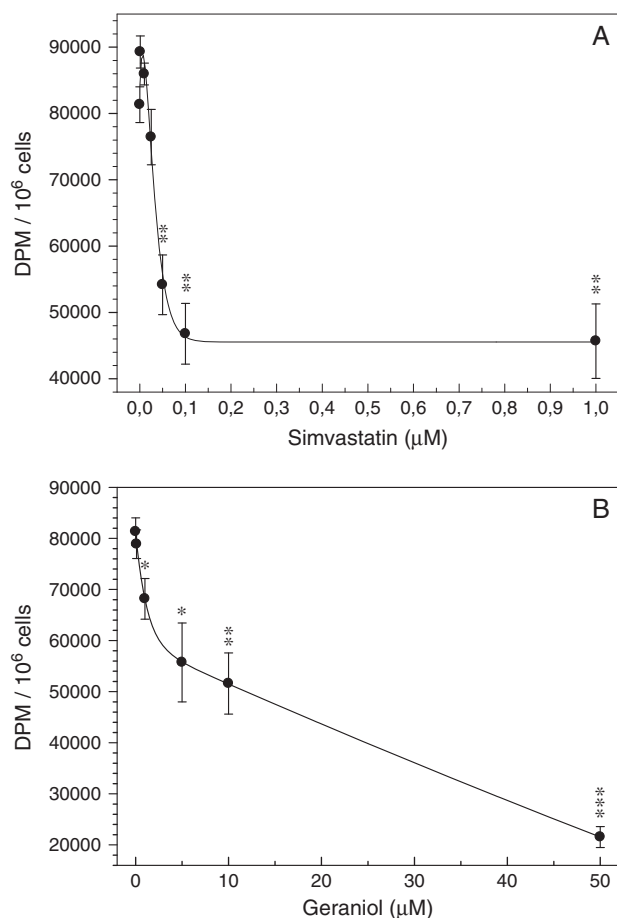 A
90000
80000
70000
60000
50000
40000
DPM / 10⁶ cells
**
**
**
0,0 0,1 0,2 0,3 0,4 0,5 0,6 0,7 0,8 0,9 1,0
Simvastatin (μM)
B
90000
80000
70000
60000
50000
40000
30000
20000
DPM / 10⁶ cells
*
*
**
***
0 10 20 30 40 50
Geraniol (μM)